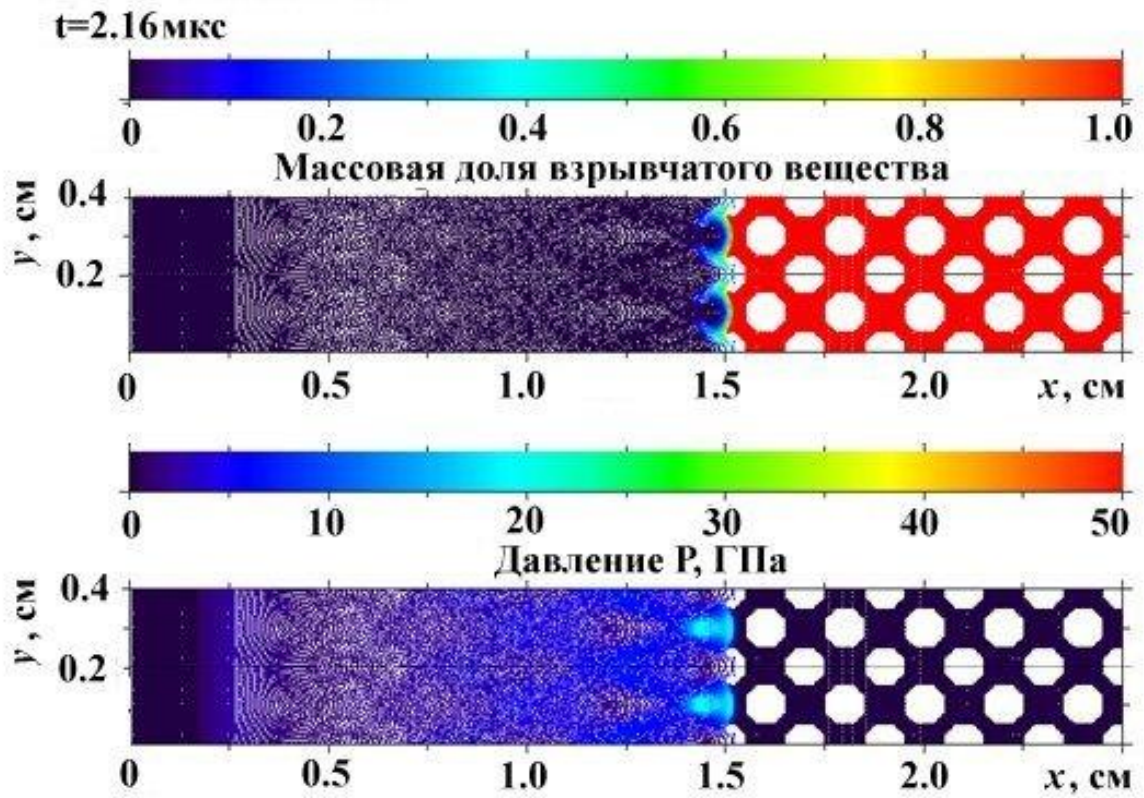 t=2.16мкс
0 0.2 0.4 0.6 0.8 1.0
Массовая доля взрывчатого вещества
0.4
y, см
0.2
0 0.5 1.0 1.5 2.0 x, см
0 10 20 30 40 50
Давление P, ГПа
0.4
y, см
0.2
0 0.5 1.0 1.5 2.0 x, см